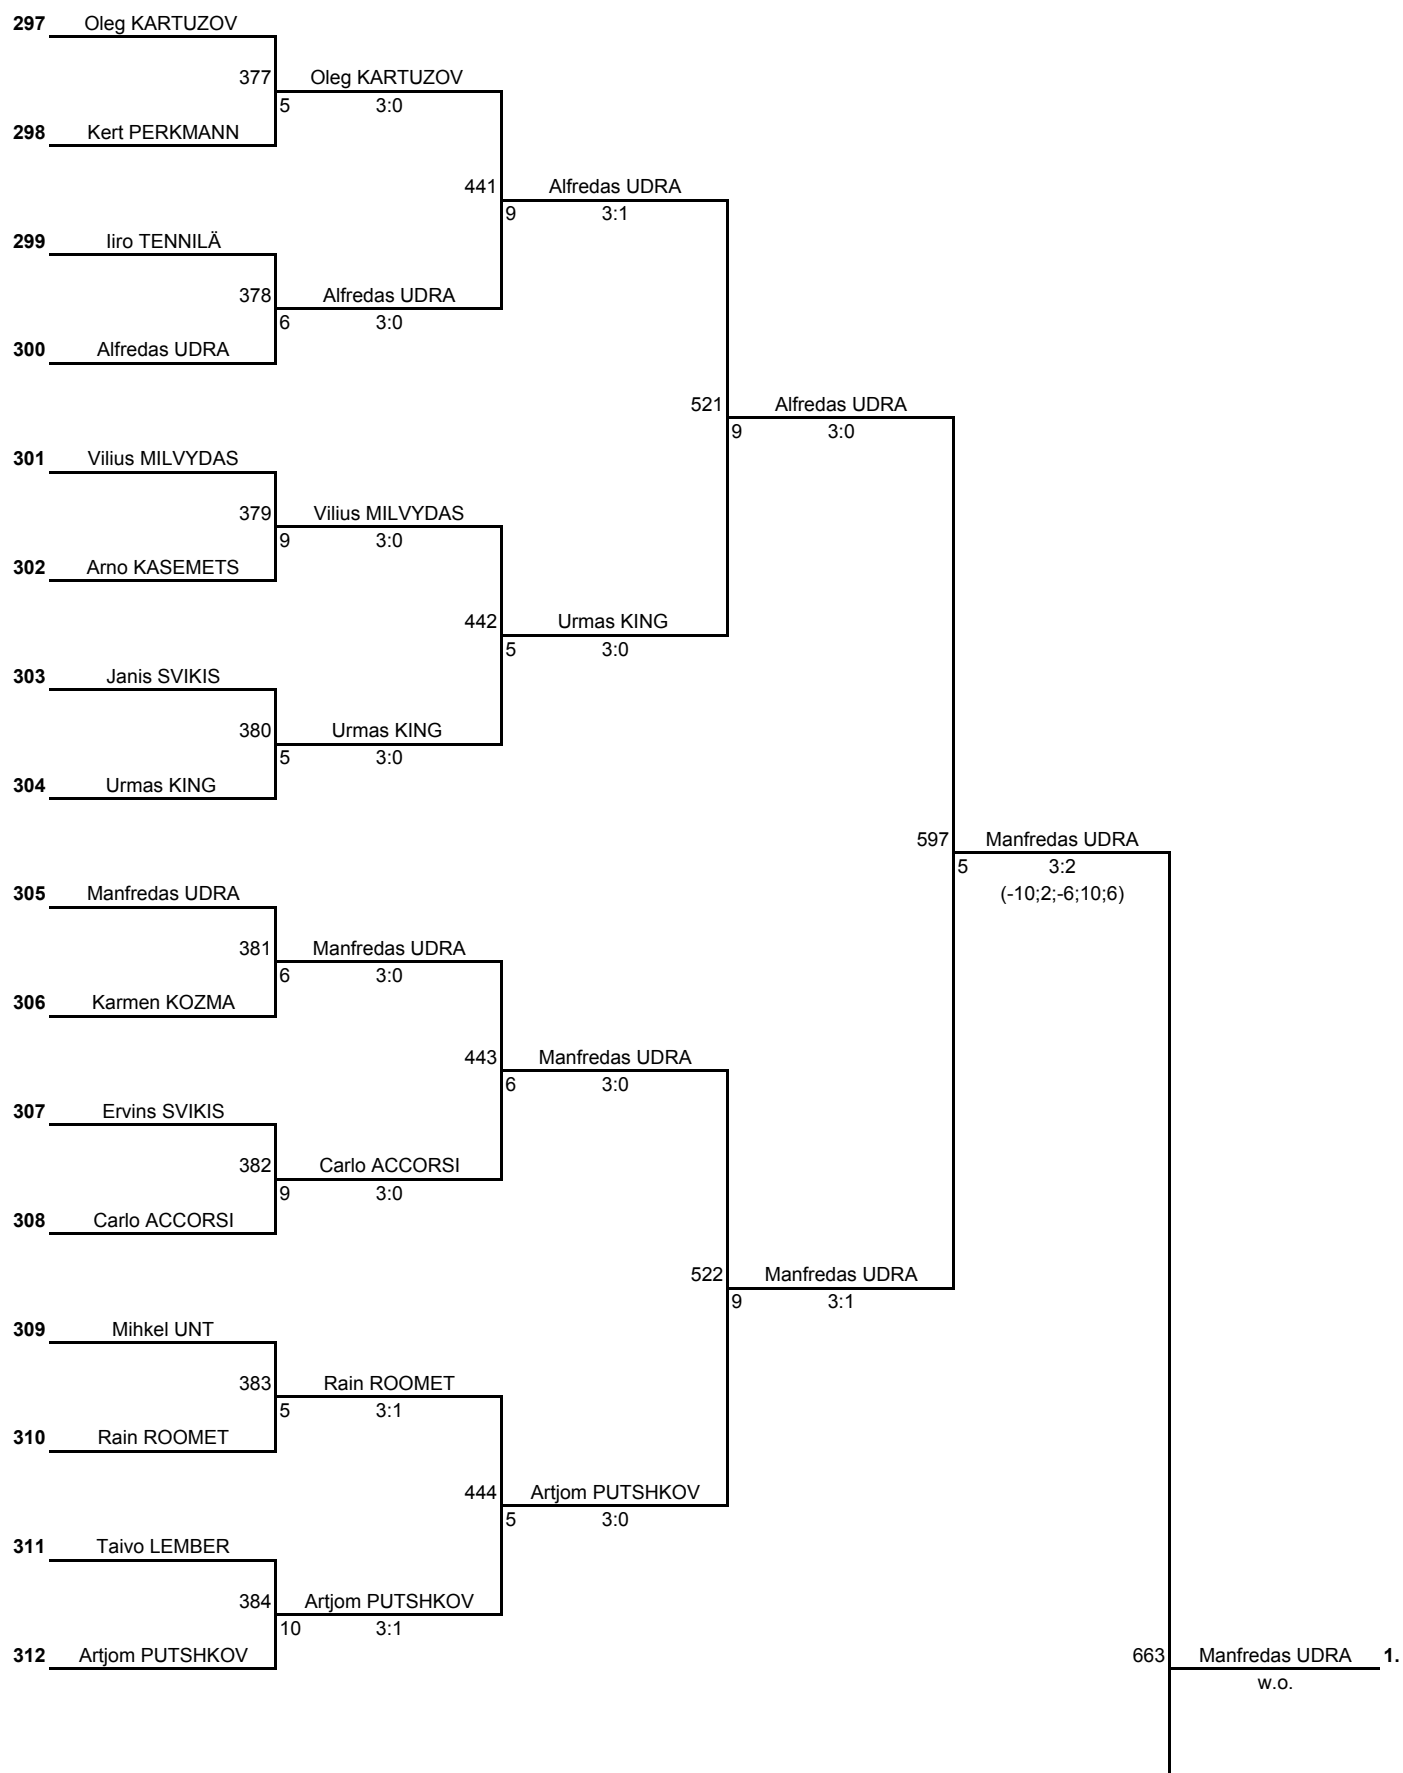 297 Oleg KARTUZOV
377 Oleg KARTUZOV
5 3:0
298 Kert PERKMANN
441 Alfredas UDRA
9 3:1
299 Iiro TENNILÄ
378 Alfredas UDRA
6 3:0
300 Alfredas UDRA
521 Alfredas UDRA
9 3:0
301 Vilius MILVYDAS
379 Vilius MILVYDAS
9 3:0
302 Arno KASEMETS
442 Urmas KING
5 3:0
303 Janis SVIKIS
380 Urmas KING
5 3:0
304 Urmas KING
597 Manfredas UDRA
5 3:2
(-10;2;-6;10;6)
305 Manfredas UDRA
381 Manfredas UDRA
6 3:0
306 Karmen KOZMA
443 Manfredas UDRA
6 3:0
307 Ervins SVIKIS
382 Carlo ACCORSI
9 3:0
308 Carlo ACCORSI
522 Manfredas UDRA
9 3:1
309 Mihkel UNT
383 Rain ROOMET
5 3:1
310 Rain ROOMET
444 Artjom PUTSHKOV
5 3:0
311 Taivo LEMBER
384 Artjom PUTSHKOV
10 3:1
312 Artjom PUTSHKOV
663 Manfredas UDRA 1.
w.o.